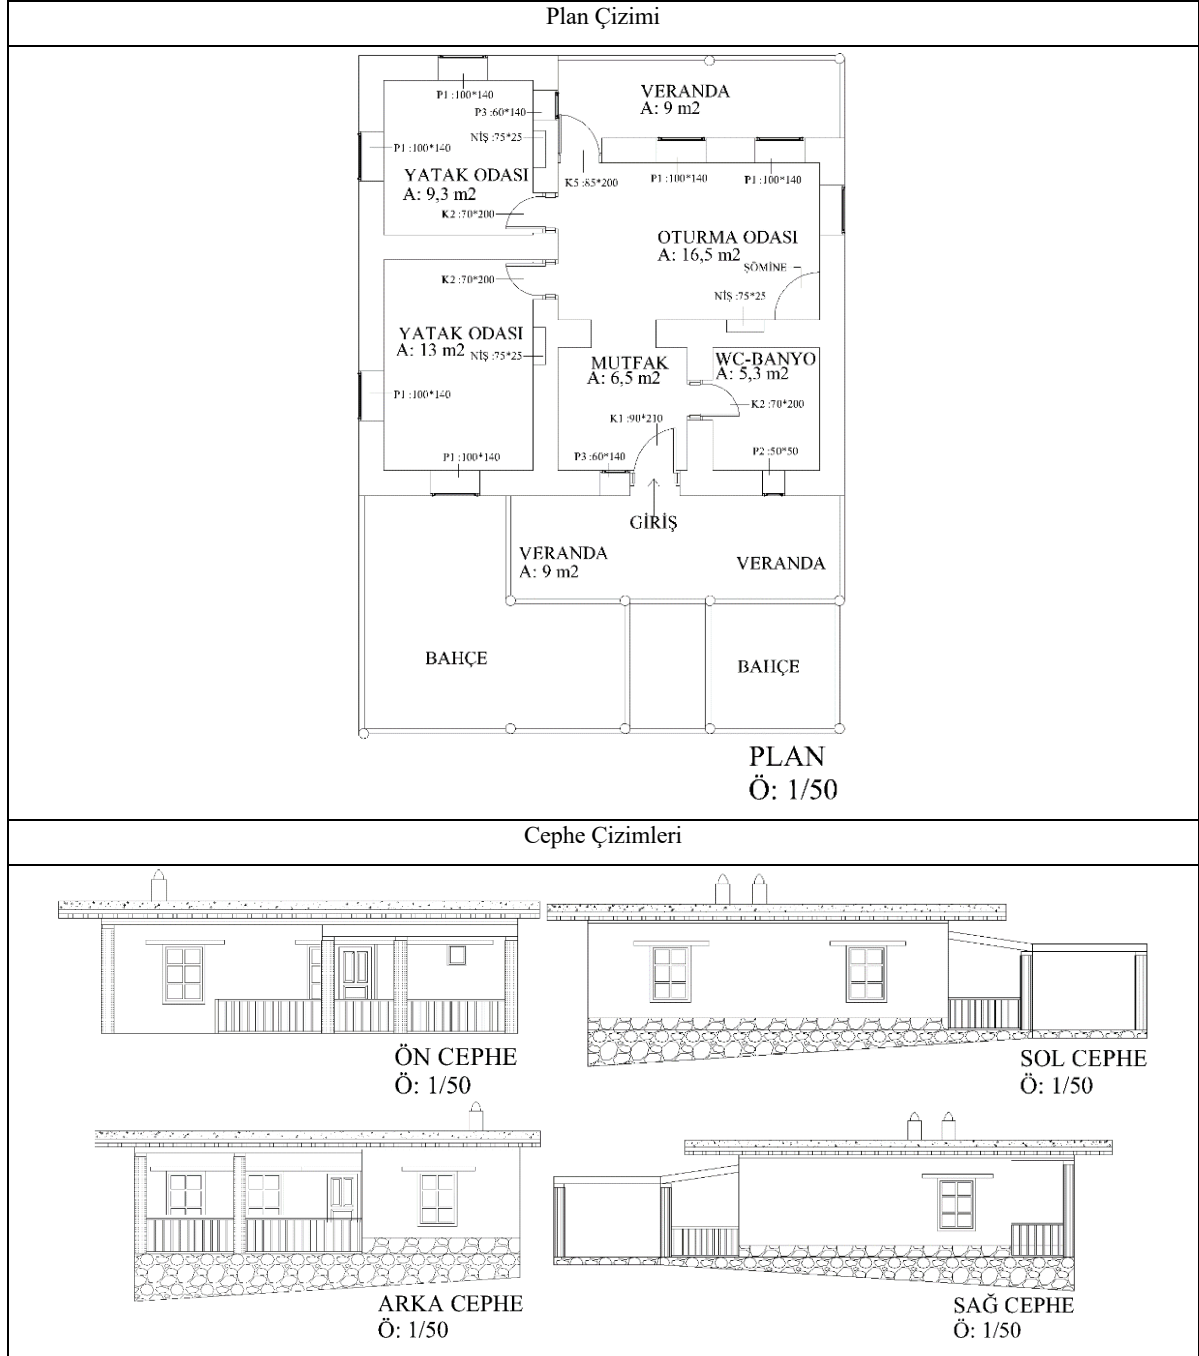 Plan Çizimi
VERANDA
A: 9 m2
P1 :100*140
P3 :60*140
NİŞ :75*25
P1 :100*140
YATAK ODASI
A: 9,3 m2
K5 :85*200
P1 :100*140
P1 :100*140
K2 :70*200
OTURMA ODASI
A: 16,5 m2
ŞÖMİNE
K2 :70*200
NİŞ :75*25
YATAK ODASI
A: 13 m2
NİŞ :75*25
MUTFAK
A: 6,5 m2
WC-BANYO
A: 5,3 m2
P1 :100*140
K2 :70*200
K1 :90*210
P1 :100*140
P3 :60*140
P2 :50*50
GİRİŞ
VERANDA
A: 9 m2
VERANDA
BAHÇE
BAHÇE
PLAN
Ö: 1/50
Cephe Çizimleri
ÖN CEPHE
Ö: 1/50
SOL CEPHE
Ö: 1/50
ARKA CEPHE
Ö: 1/50
SAĞ CEPHE
Ö: 1/50